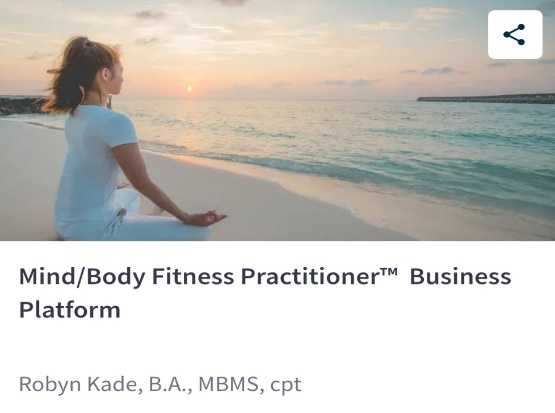 Mind/Body Fitness Practitioner™ Business
Platform
Robyn Kade, B.A., MBMS, cpt